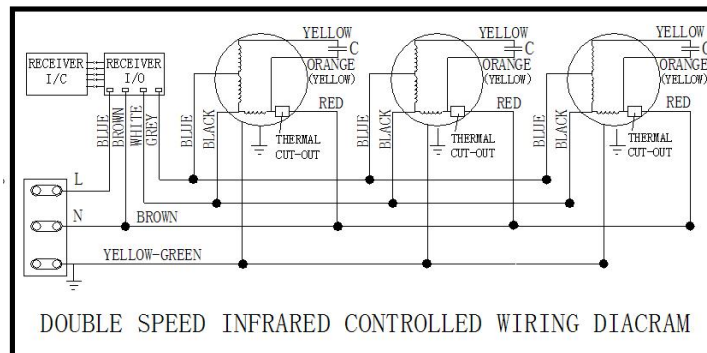 YELLOW
C
ORANGE
(YELLOW)
RED
BLUE
BLACK
THERMAL
CUT-OUT
YELLOW
C
ORANGE
(YELLOW)
RED
BLUE
BLACK
THERMAL
CUT-OUT
YELLOW
C
ORANGE
(YELLOW)
RED
BLUE
BLACK
THERMAL
CUT-OUT
RECEIVER
I/C
RECEIVER
I/O
BLUE
BROWN
WHITE
GREY
L
N
BROWN
YELLOW-GREEN
DOUBLE SPEED INFRARED CONTROLLED WIRING DIACRAM